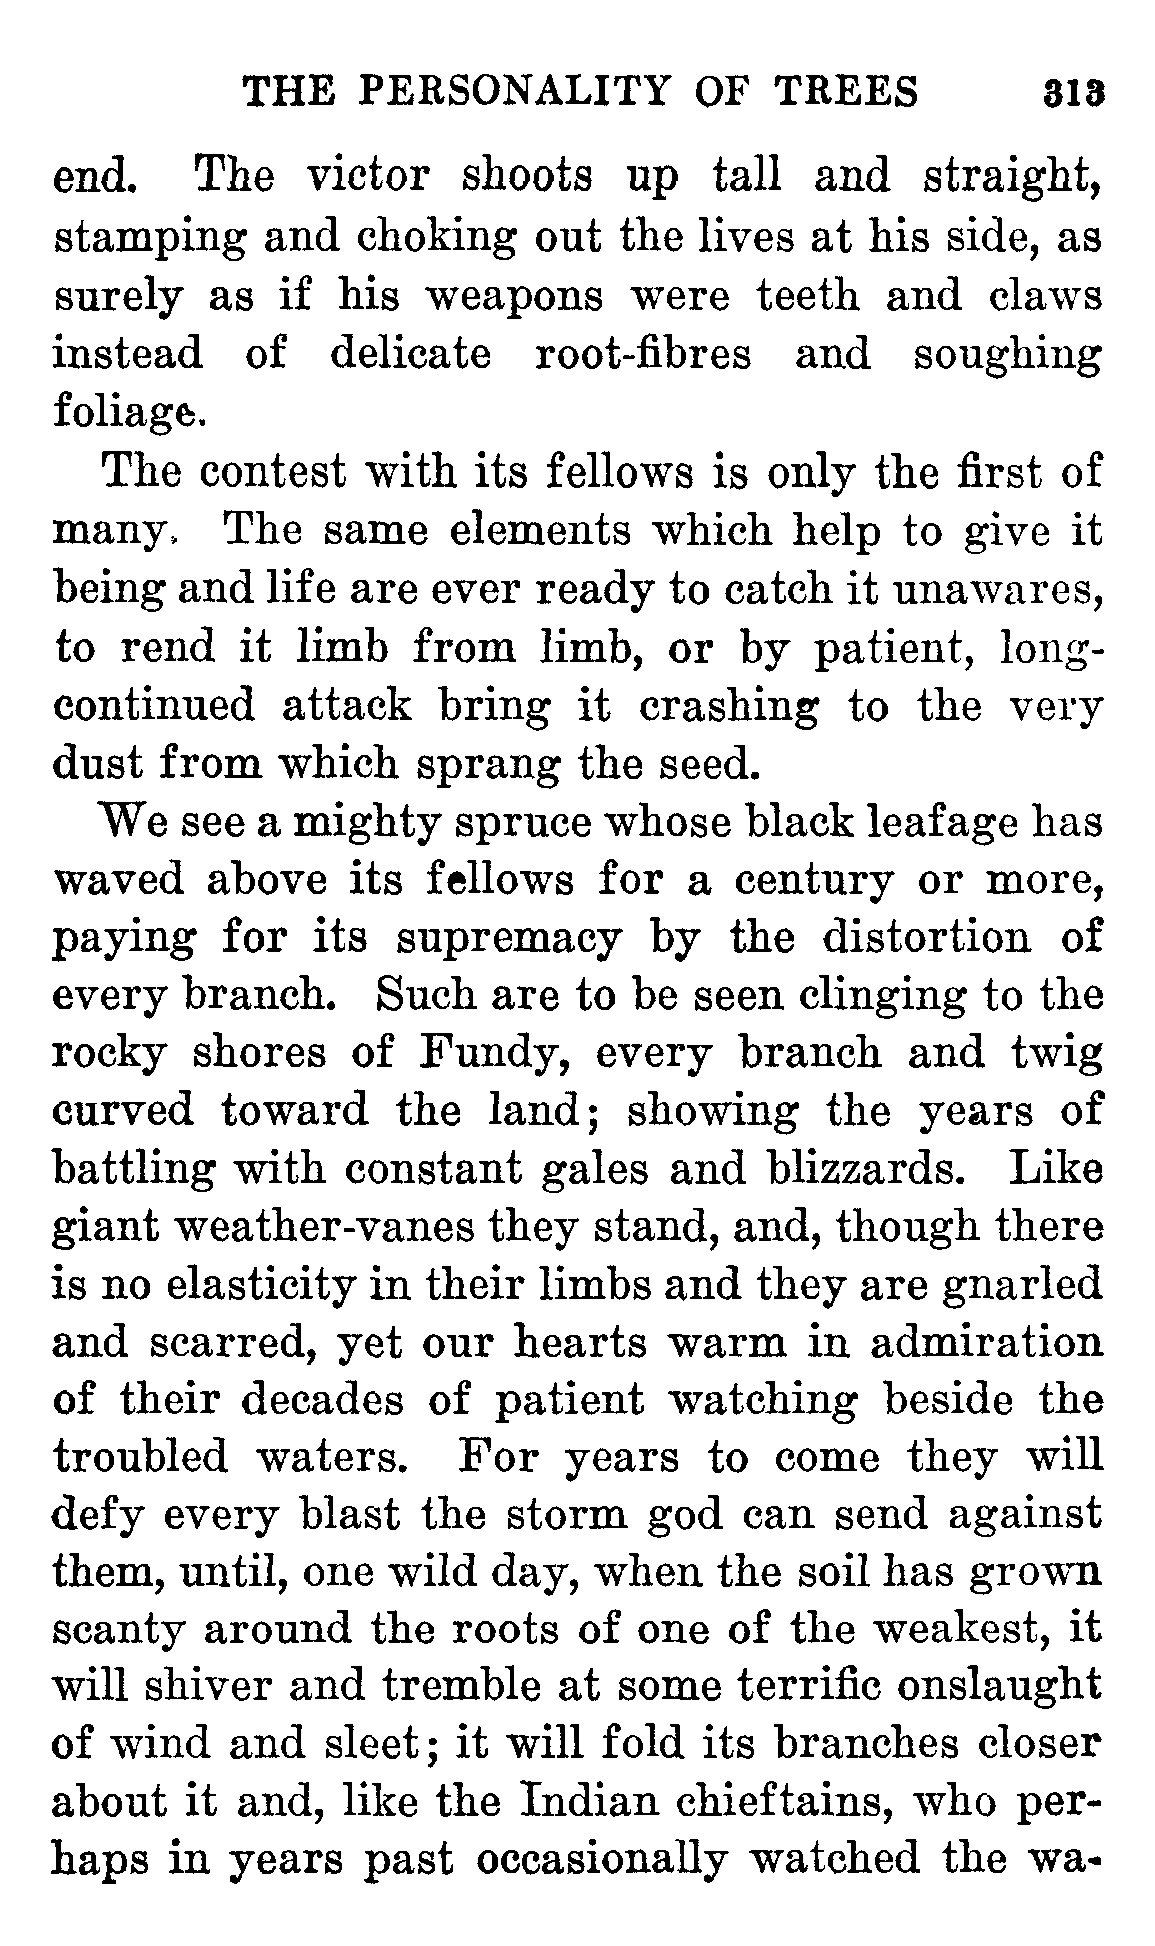 THE PERSONALITY OF TREES 313
end. The victor shoots up tall and straight,
stamping and choking out the lives at his side, as
surely as if his weapons were teeth and claws
instead of delicate root-fibres and soughing
foliage.
The contest with its fellows is only the first of
many. The same elements which help to give it
being and life are ever ready to catch it unawares,
to rend it limb from limb, or by patient, long-
continued attack bring it crashing to the very
dust from which sprang the seed.
We see a mighty spruce whose black leafage has
waved above its fellows for a century or more,
paying for its supremacy by the distortion of
every branch. Such are to be seen clinging to the
rocky shores of Fundy, every branch and twig
curved toward the land; showing the years of
battling with constant gales and blizzards. Like
giant weather-vanes they stand, and, though there
is no elasticity in their limbs and they are gnarled
and scarred, yet our hearts warm in admiration
of their decades of patient watching beside the
troubled waters. For years to come they will
defy every blast the storm god can send against
them, until, one wild day, when the soil has grown
scanty around the roots of one of the weakest, it
will shiver and tremble at some terrific onslaught
of wind and sleet; it will fold its branches closer
about it and, like the Indian chieftains, who per-
haps in years past occasionally watched the wa-